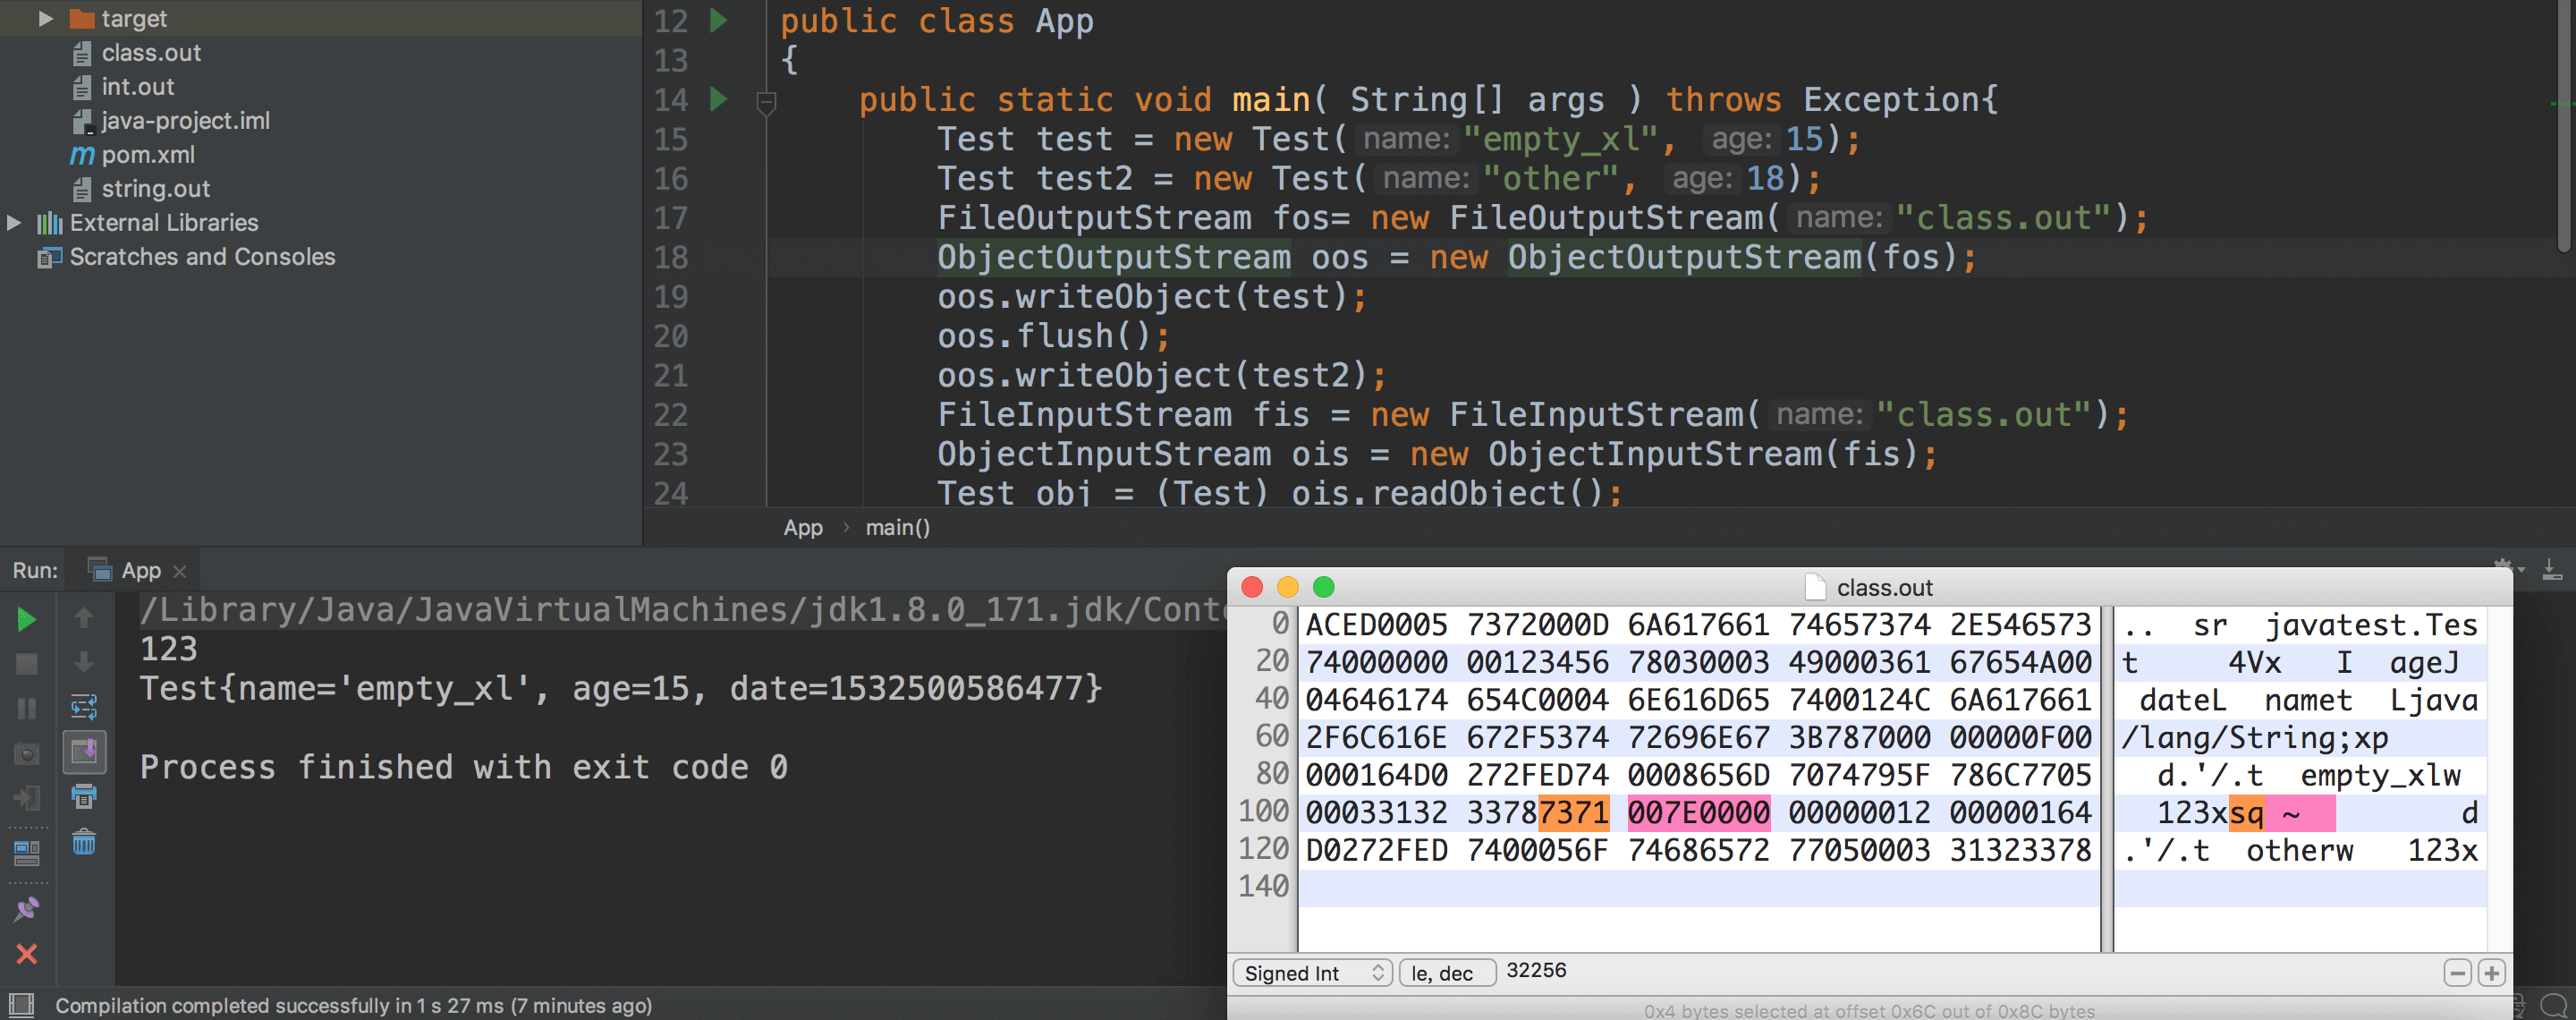 target
class.out
int.out
java-project.iml
pom.xml
string.out
External Libraries
Scratches and Consoles
12 public class App
13 {
14 public static void main( String[] args ) throws Exception{
15 Test test = new Test( name: "empty_xl", age: 15);
16 Test test2 = new Test( name: "other", age: 18);
17 FileOutputStream fos= new FileOutputStream( name: "class.out");
18 ObjectOutputStream oos = new ObjectOutputStream(fos);
19 oos.writeObject(test);
20 oos.flush();
21 oos.writeObject(test2);
22 FileInputStream fis = new FileInputStream( name: "class.out");
23 ObjectInputStream ois = new ObjectInputStream(fis);
24 Test obj = (Test) ois.readObject();
App › main()
Run: App
/Library/Java/JavaVirtualMachines/jdk1.8.0_171.jdk/Conte
123
Test{name='empty_xl', age=15, date=1532500586477}
Process finished with exit code 0
class.out
0 ACED0005 7372000D 6A617661 74657374 2E546573 .. sr javatest.Tes
20 74000000 00123456 78030003 49000361 67654A00 t 4Vx I ageJ
40 04646174 654C0004 6E616D65 7400124C 6A617661 dateL namet Ljava
60 2F6C616E 672F5374 72696E67 3B787000 00000F00 /lang/String;xp
80 000164D0 272FED74 0008656D 7074795F 786C7705 d.'/.t empty_xlw
100 00033132 33787371 007E0000 00000012 00000164 123xsq ~ d
120 D0272FED 7400056F 74686572 77050003 31323378 .'/.t otherw 123x
140
Signed Int le, dec 32256
0x4 bytes selected at offset 0x6C out of 0x8C bytes
Compilation completed successfully in 1 s 27 ms (7 minutes ago)